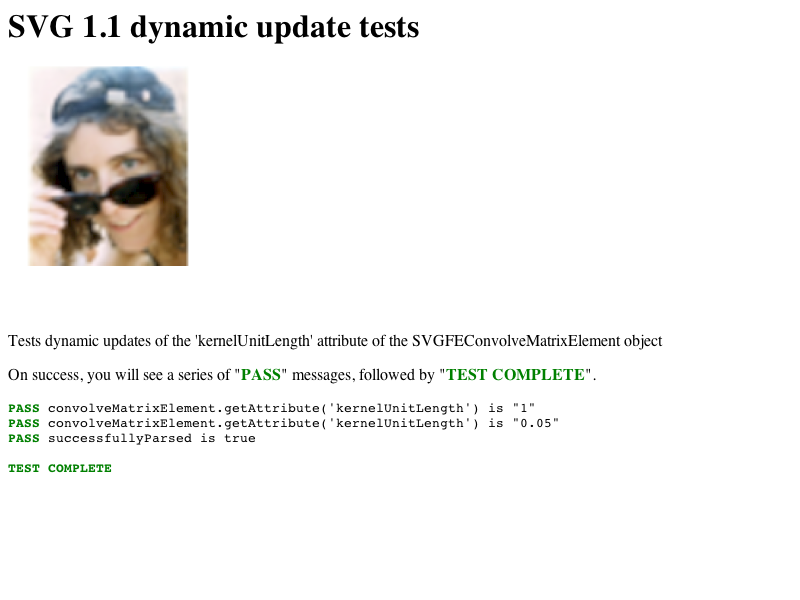 SVG 1.1 dynamic update tests
Tests dynamic updates of the 'kernelUnitLength' attribute of the SVGFEConvolveMatrixElement object
On success, you will see a series of "PASS" messages, followed by "TEST COMPLETE".
PASS convolveMatrixElement.getAttribute('kernelUnitLength') is "1"
PASS convolveMatrixElement.getAttribute('kernelUnitLength') is "0.05"
PASS successfullyParsed is true
TEST COMPLETE